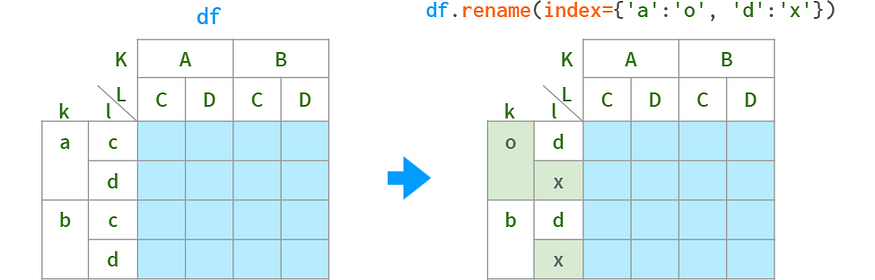 df
df.rename(index={'a':'o', 'd':'x'})
K A B
L C D C D
k l
a c
d
b c
d
K A B
L C D C D
k l
o d
x
b d
x